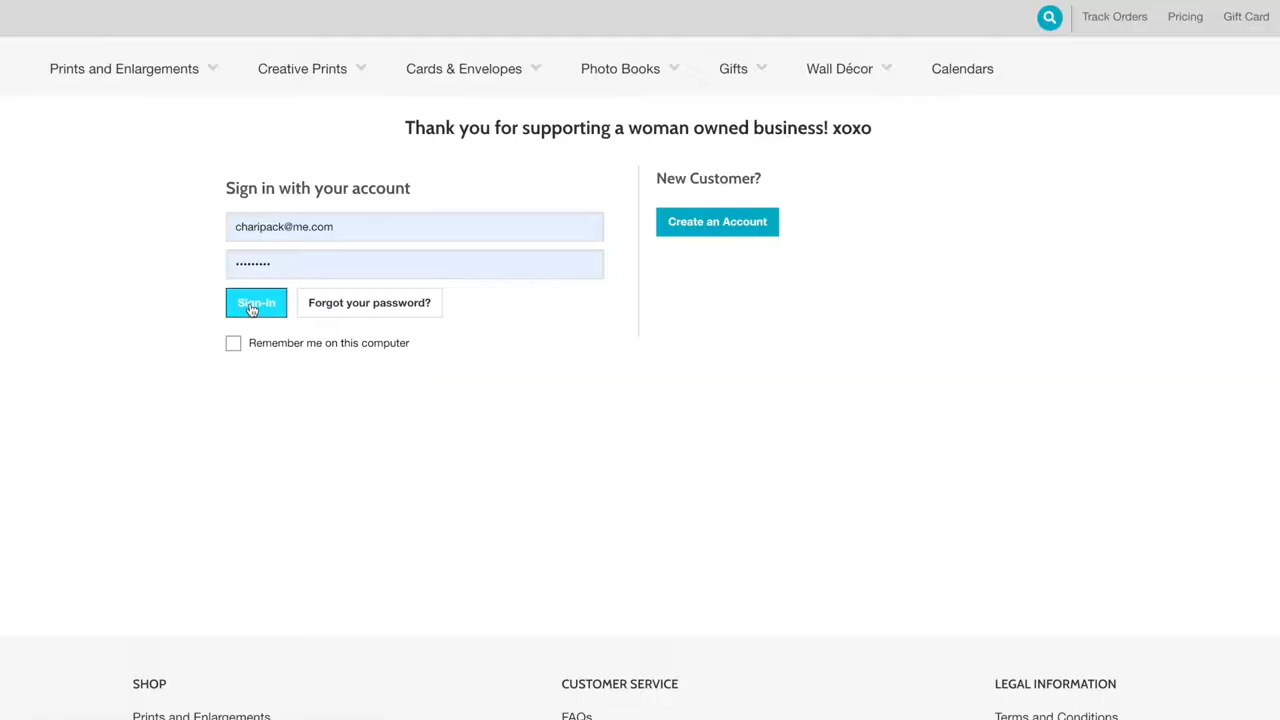 Track Orders
Pricing
Gift Card
Prints and Enlargements
Creative Prints
Cards & Envelopes
Photo Books
Gifts
Wall Décor
Calendars
Thank you for supporting a woman owned business! xoxo
Sign in with your account
charipack@me.com
•••••••••
Sign-in
Forgot your password?
Remember me on this computer
New Customer?
Create an Account
SHOP
Prints and Enlargements
CUSTOMER SERVICE
FAQs
LEGAL INFORMATION
Terms and Conditions